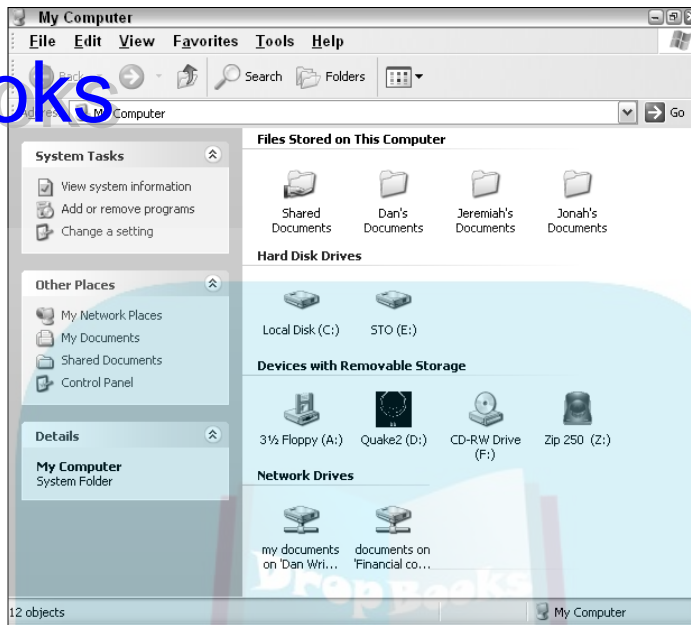 My Computer
File Edit View Favorites Tools Help
Back Search Folders
oks
Address My Computer Go
System Tasks
View system information
Add or remove programs
Change a setting
Other Places
My Network Places
My Documents
Shared Documents
Control Panel
Details
My Computer
System Folder
Files Stored on This Computer
Shared Documents
Dan's Documents
Jeremiah's Documents
Jonah's Documents
Hard Disk Drives
Local Disk (C:) STO (E:)
Devices with Removable Storage
3½ Floppy (A:) Quake2 (D:) CD-RW Drive (F:) Zip 250 (Z:)
Network Drives
my documents on 'Dan Wri...
documents on 'Financial co...
DropBooks
12 objects My Computer